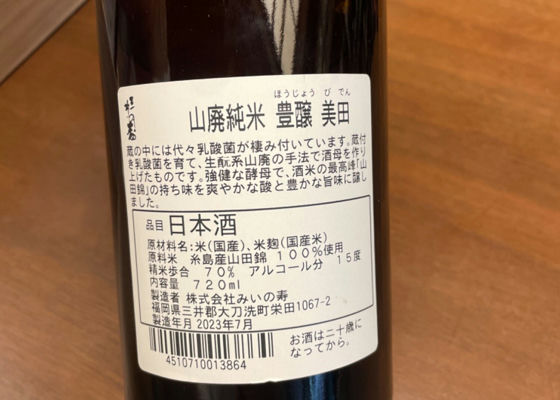 ほうじょう びでん
山廃純米 豊醸 美田
蔵の中には代々乳酸菌が棲み付いています。蔵付
き乳酸菌を育て、生酛系山廃の手法で酒母を作り
上げたものです。強健な酵母で、酒米の最高峰「山
田錦」の持ち味を爽やかな酸と豊かな旨味に醸し
ました。
品目 日本酒
原材料名:米(国産)、米麹(国産米)
原料米 糸島産山田錦 100%使用
精米歩合 70% アルコール分 15度
内容量 720ml
製造者 株式会社みいの寿
福岡県三井郡大刀洗町栄田1067-2
製造年月 2023年7月
4510710013864
お酒は二十歳に
なってから。